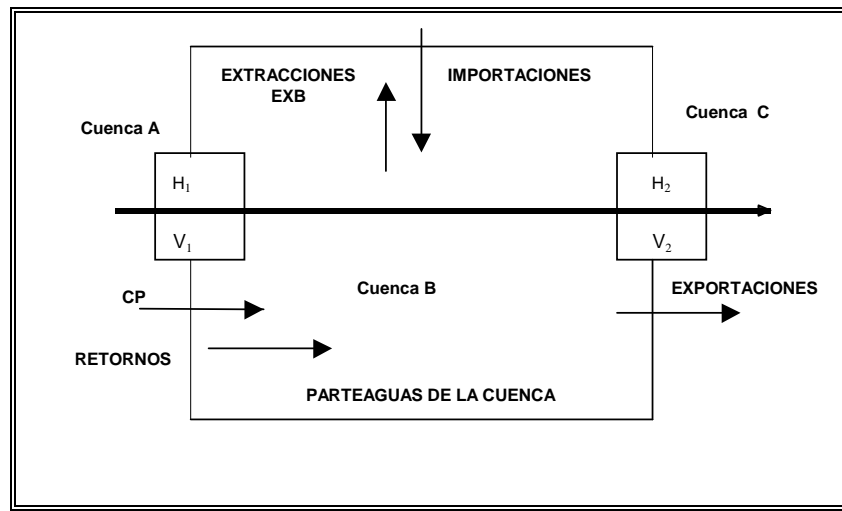 EXTRACCIONES
EXB
IMPORTACIONES
Cuenca A
Cuenca C
H₁
H₂
V₁
V₂
CP
Cuenca B
EXPORTACIONES
RETORNOS
PARTEAGUAS DE LA CUENCA